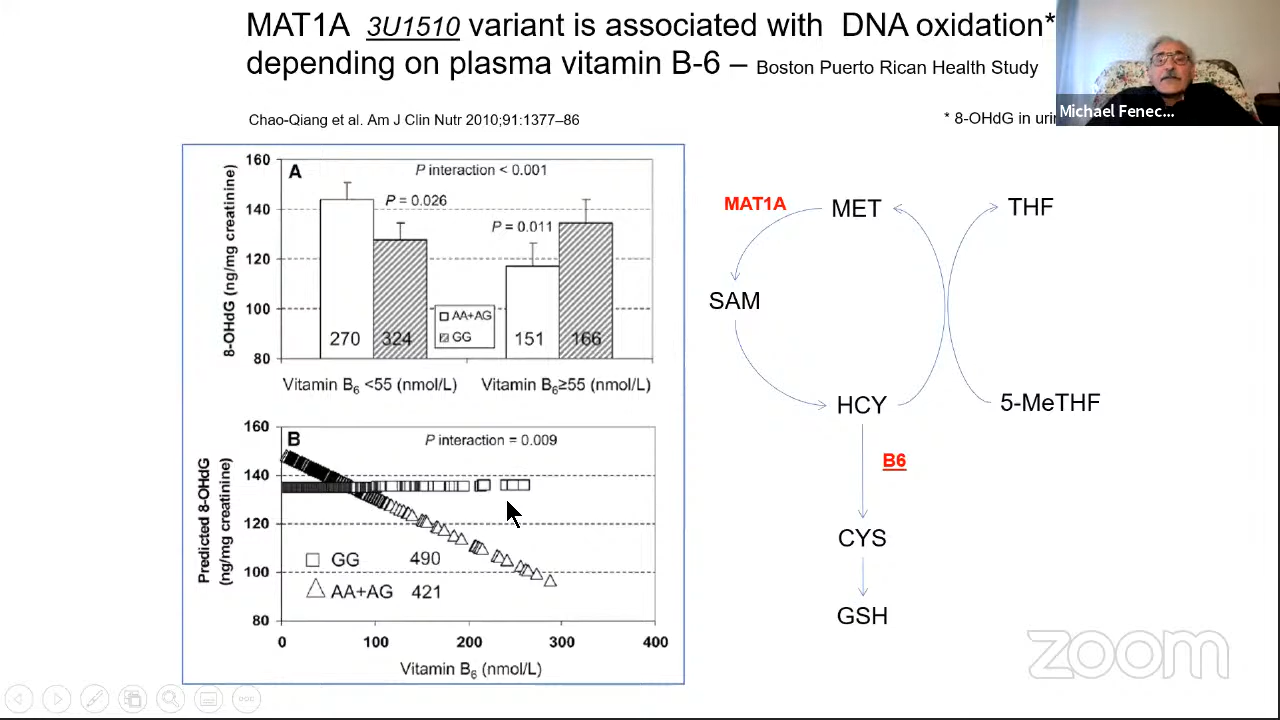 MAT1A 3U1510 variant is associated with DNA oxidation*
depending on plasma vitamin B-6 – Boston Puerto Rican Health Study
Michael Fenec...
Chao-Qiang et al. Am J Clin Nutr 2010;91:1377–86
* 8-OHdG in urin
A
P interaction < 0.001
P = 0.026
P = 0.011
160
140
120
100
80
8-OHdG (ng/mg creatinine)
AA+AG
GG
270
324
151
166
Vitamin B6 <55 (nmol/L)
Vitamin B6≥55 (nmol/L)
B
P interaction = 0.009
160
140
120
100
80
Predicted 8-OHdG
(ng/mg creatinine)
GG 490
AA+AG 421
0 100 200 300 400
Vitamin B6 (nmol/L)
MAT1A
MET
THF
SAM
HCY
5-MeTHF
B6
CYS
GSH
zoom